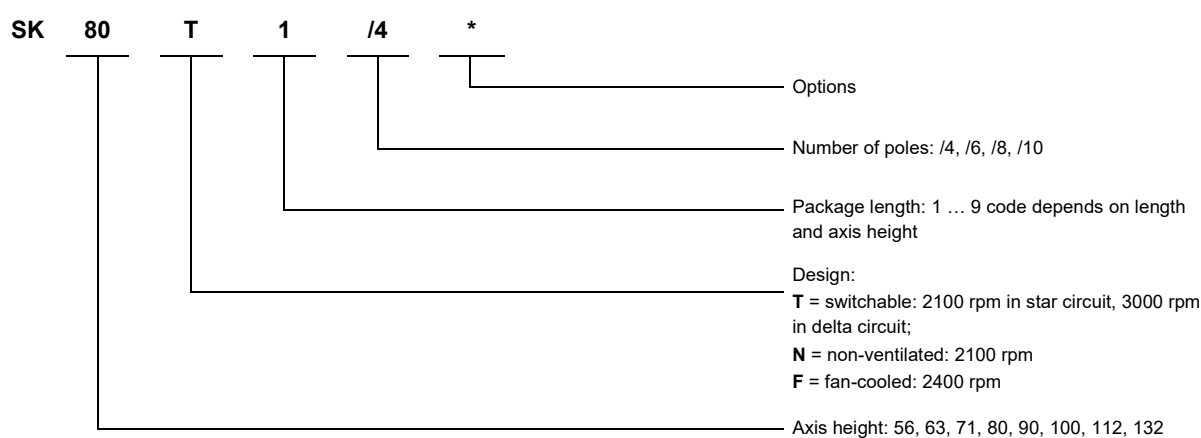 SK 80 T 1 /4 *
Options
Number of poles: /4, /6, /8, /10
Package length: 1 … 9 code depends on length
and axis height
Design:
T = switchable: 2100 rpm in star circuit, 3000 rpm
in delta circuit;
N = non-ventilated: 2100 rpm
F = fan-cooled: 2400 rpm
Axis height: 56, 63, 71, 80, 90, 100, 112, 132